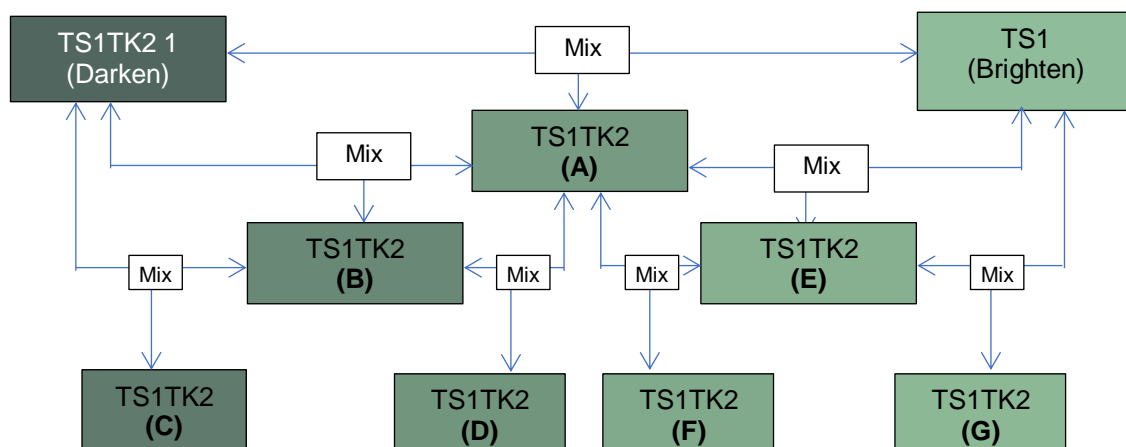 TS1TK2 1
(Darken)
Mix
TS1
(Brighten)
Mix
TS1TK2
(A)
Mix
TS1TK2
(B)
TS1TK2
(E)
Mix
Mix
Mix
Mix
TS1TK2
(C)
TS1TK2
(D)
TS1TK2
(F)
TS1TK2
(G)